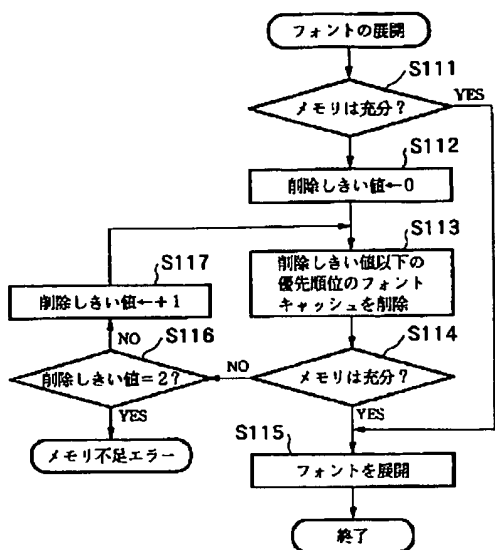 フォントの展開
S111
メモリは充分?
YES
S112
削除しきい値←0
S113
削除しきい値以下の
優先順位のフォント
キャッシュを削除
S117
削除しきい値←+1
S116
NO
削除しきい値=2?
NO
S114
メモリは充分?
YES
YES
メモリ不足エラー
S115
フォントを展開
終了